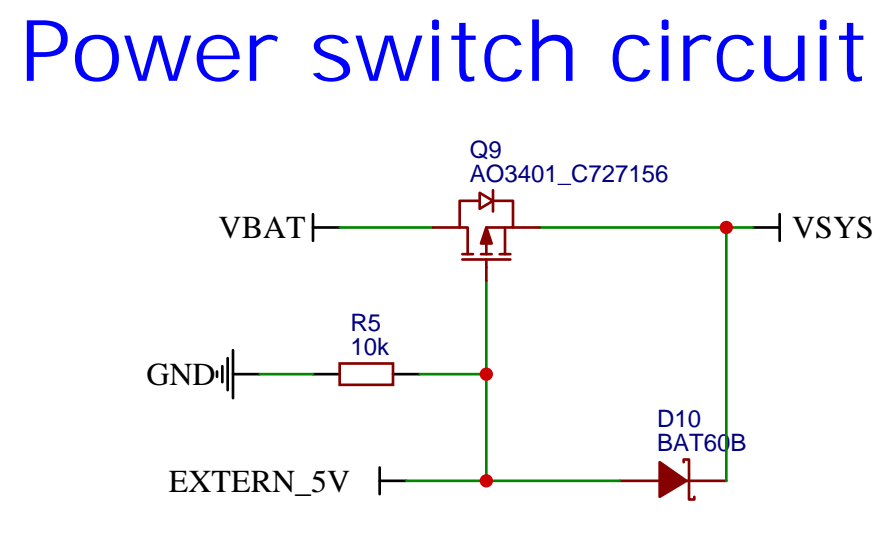 Power switch circuit
Q9
AO3401_C727156
VBAT
VSYS
R5
10k
GND
D10
BAT60B
EXTERN_5V